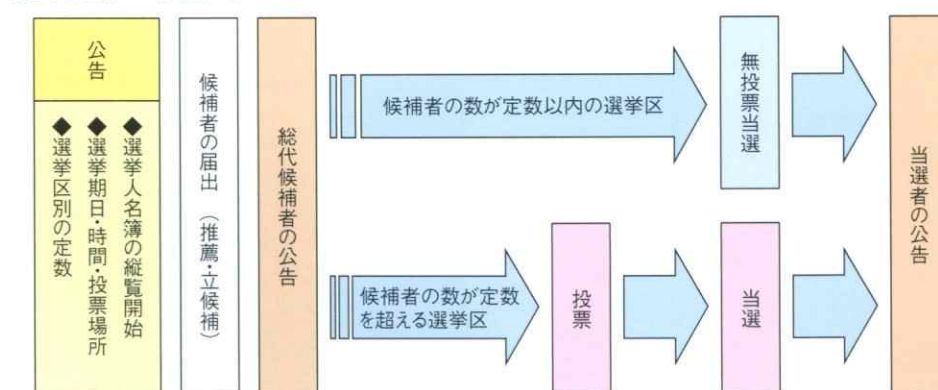 公告
◆選挙人名簿の縦覧開始
◆選挙期日・時間・投票場所
◆選挙区別の定数
候補者の届出（推薦・立候補）
総代候補者の公告
候補者の数が定数以内の選挙区
無投票当選
候補者の数が定数
を超える選挙区
投票
当選
当選者の公告